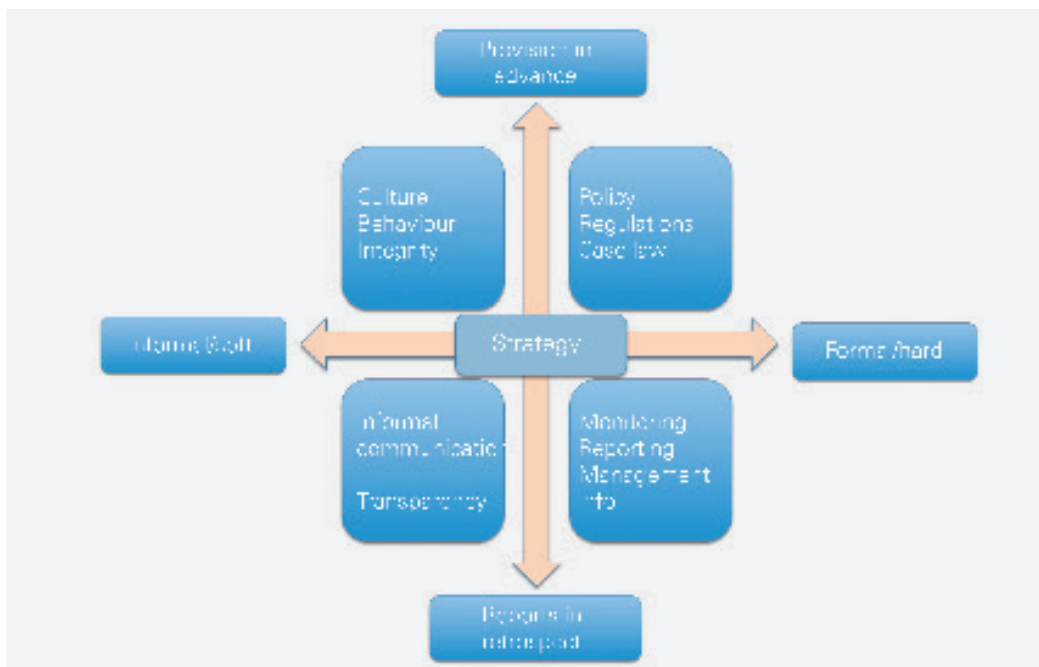 Provision in
advance
Culture
Behaviour
Integrity
Policy
Regulations
Case law
Informal/soft
Strategy
Formal/hard
Informal
communication
Transparency
Monitoring
Reporting
Management
info
Reports in
retrospect